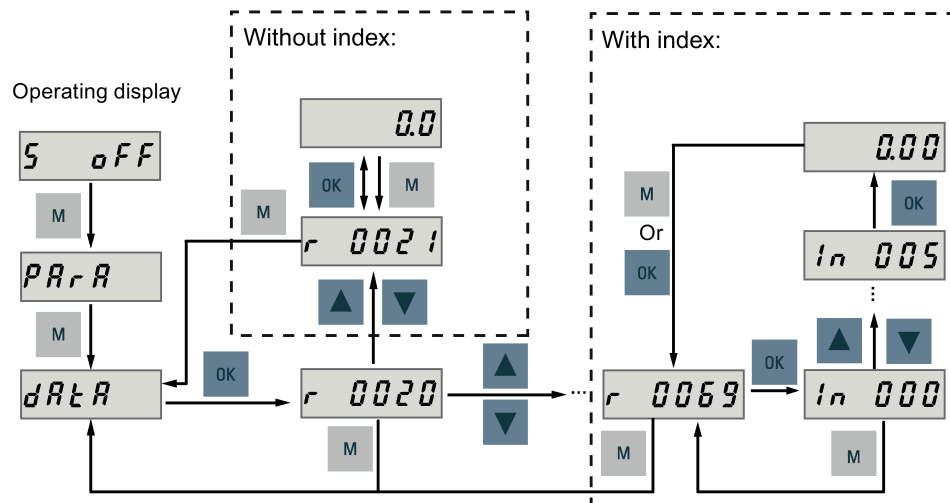 Without index:
With index:
Operating display
S oFF
0.0
0.00
OK
M
M
M
OK
M
r 0021
Or
In 005
PArA
OK
⋮
M
OK
OK
dAtA
r 0020
...
r 0069
In 000
M
M
M